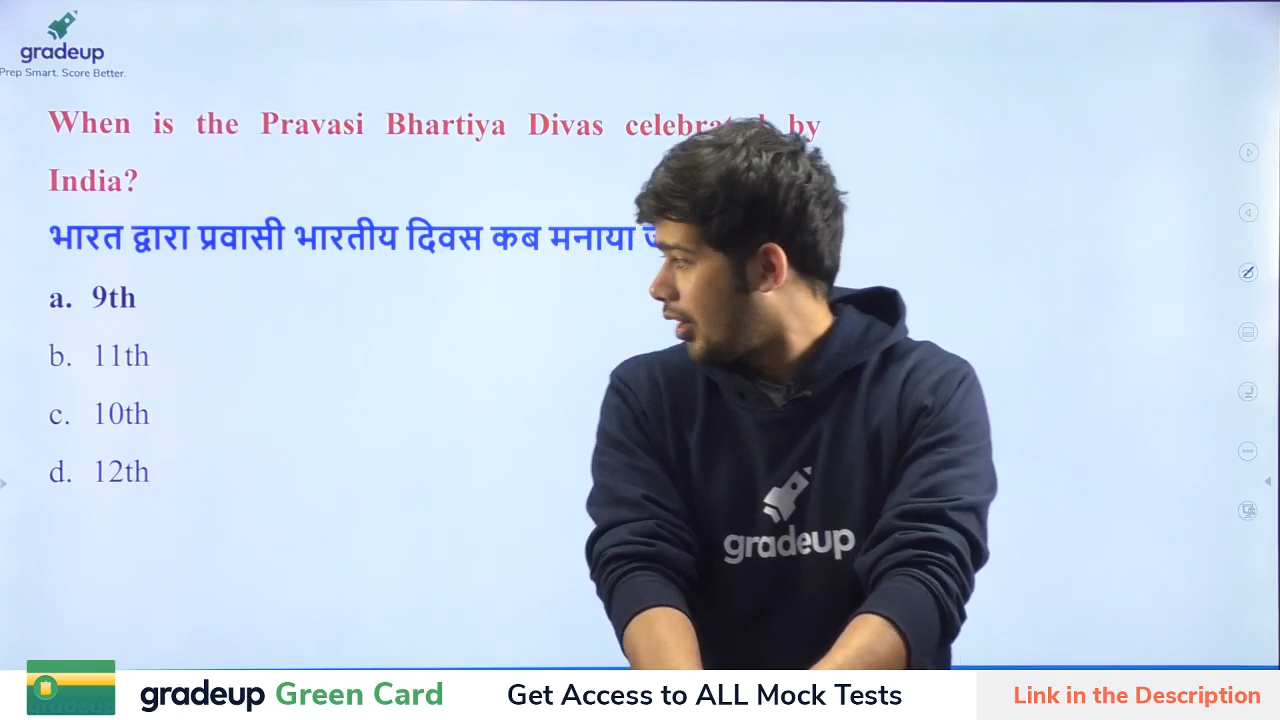 gradeup
Prep Smart. Score Better.
When is the Pravasi Bhartiya Divas by
India?
भारत द्वारा प्रवासी भारतीय दिवस कब मनाया
a. 9th
b. 11th
c. 10th
d. 12th
gradeup
gradeup Green Card
Get Access to ALL Mock Tests
Link in the Description